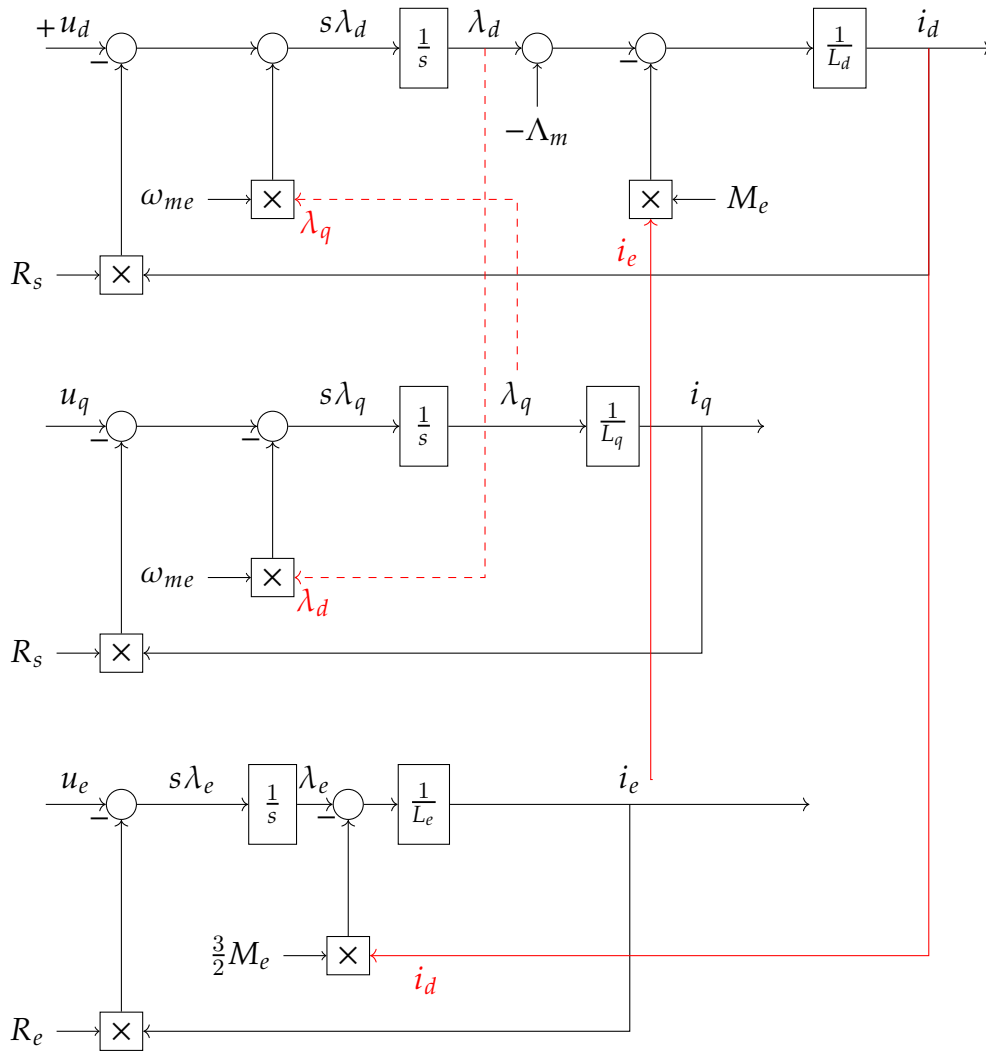 +u_d − sλ_d 1/s λ_d − 1/L_d i_d
−Λ_m
ω_me × λ_q × M_e
i_e
R_s ×
u_q − − sλ_q 1/s λ_q 1/L_q i_q
ω_me × λ_d
R_s ×
u_e − sλ_e 1/s λ_e − 1/L_e i_e
3/2 M_e × i_d
R_e ×